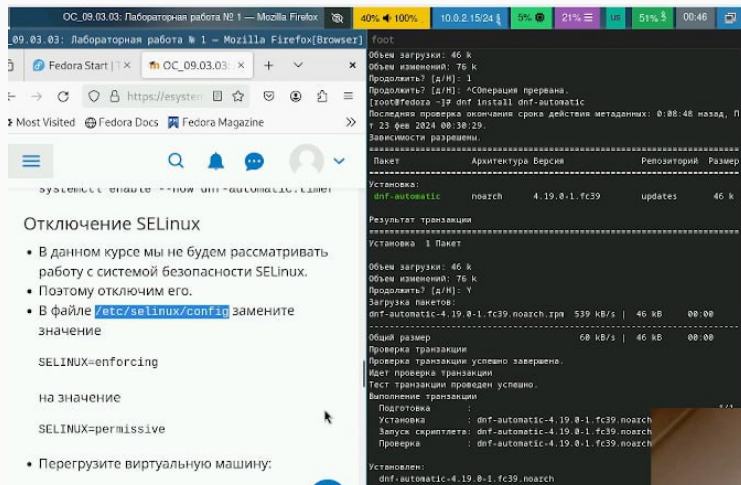 OC_09.03.03: Лабораторная работа № 1 — Mozilla Firefox
40% 100%
10.0.2.15/24
5%
21%
us
51%
00:46
_09.03.03: Лабораторная работа № 1 — Mozilla Firefox[Browser]
foot
Fedora Start | T ×
OC_09.03.03: ×
https://esystem
Most Visited Fedora Docs Fedora Magazine
systemctl enable --now dnf-automatic.timer
Отключение SELinux
• В данном курсе мы не будем рассматривать
работу с системой безопасности SELinux.
• Поэтому отключим его.
• В файле /etc/selinux/config замените
значение
SELINUX=enforcing
на значение
SELINUX=permissive
• Перегрузите виртуальную машину:
Объем загрузки: 46 k
Объем изменений: 76 k
Продолжить? [д/Н]: 1
Продолжить? [д/Н]: ^CОперация прервана.
[root@fedora ~]# dnf install dnf-automatic
Последняя проверка окончания срока действия метаданных: 0:08:48 назад, П
т 23 фев 2024 00:30:29.
Зависимости разрешены.
Пакет Архитектура Версия Репозиторий Размер
Установка:
dnf-automatic noarch 4.19.0-1.fc39 updates 46 k
Результат транзакции
Установка 1 Пакет
Объем загрузки: 46 k
Объем изменений: 76 k
Продолжить? [д/Н]: Y
Загрузка пакетов:
dnf-automatic-4.19.0-1.fc39.noarch.rpm 539 kB/s | 46 kB 00:00
Общий размер 60 kB/s | 46 kB 00:00
Проверка транзакции
Проверка транзакции успешно завершена.
Идет проверка транзакции
Тест транзакции проведен успешно.
Выполнение транзакции
Подготовка : 1/1
Установка : dnf-automatic-4.19.0-1.fc39.noarch
Запуск скриптлета: dnf-automatic-4.19.0-1.fc39.noarch
Проверка : dnf-automatic-4.19.0-1.fc39.noarch
Установлен:
dnf-automatic-4.19.0-1.fc39.noarch